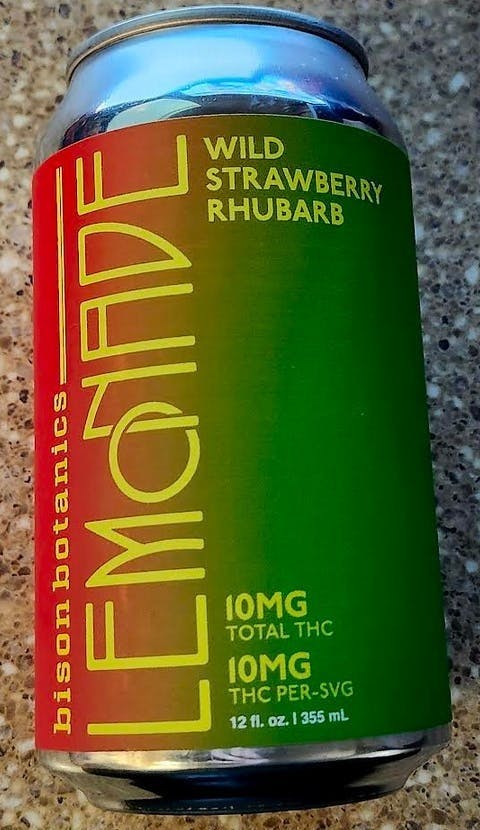 bison botanics
LEMONADE
WILD
STRAWBERRY
RHUBARB
10MG
TOTAL THC
10MG
THC PER-SVG
12 fl. oz. | 355 mL